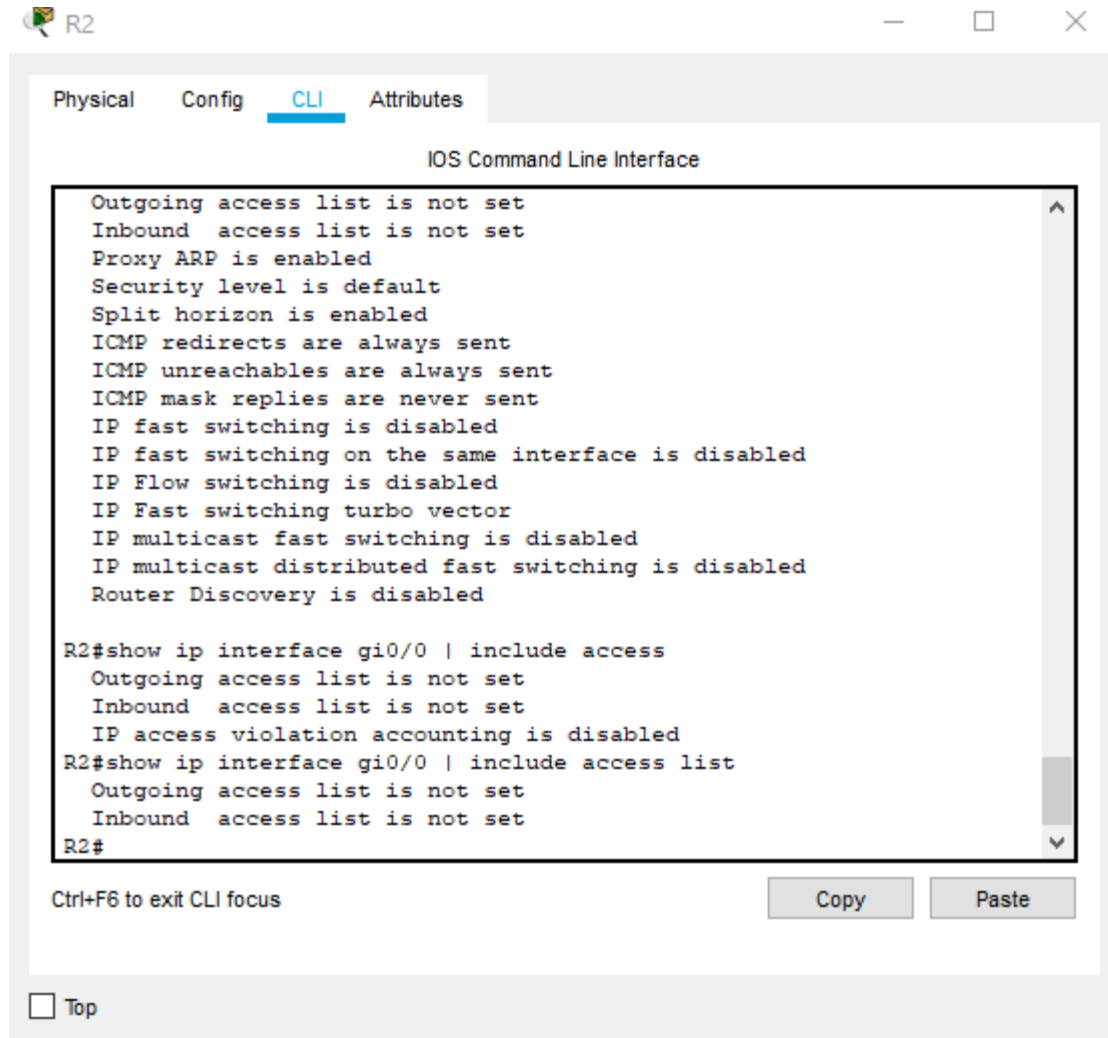 R2
Physical Config CLI Attributes
IOS Command Line Interface
Outgoing access list is not set
Inbound  access list is not set
Proxy ARP is enabled
Security level is default
Split horizon is enabled
ICMP redirects are always sent
ICMP unreachables are always sent
ICMP mask replies are never sent
IP fast switching is disabled
IP fast switching on the same interface is disabled
IP Flow switching is disabled
IP Fast switching turbo vector
IP multicast fast switching is disabled
IP multicast distributed fast switching is disabled
Router Discovery is disabled
R2#show ip interface gi0/0 | include access
Outgoing access list is not set
Inbound  access list is not set
IP access violation accounting is disabled
R2#show ip interface gi0/0 | include access list
Outgoing access list is not set
Inbound  access list is not set
R2#
Ctrl+F6 to exit CLI focus Copy Paste
Top